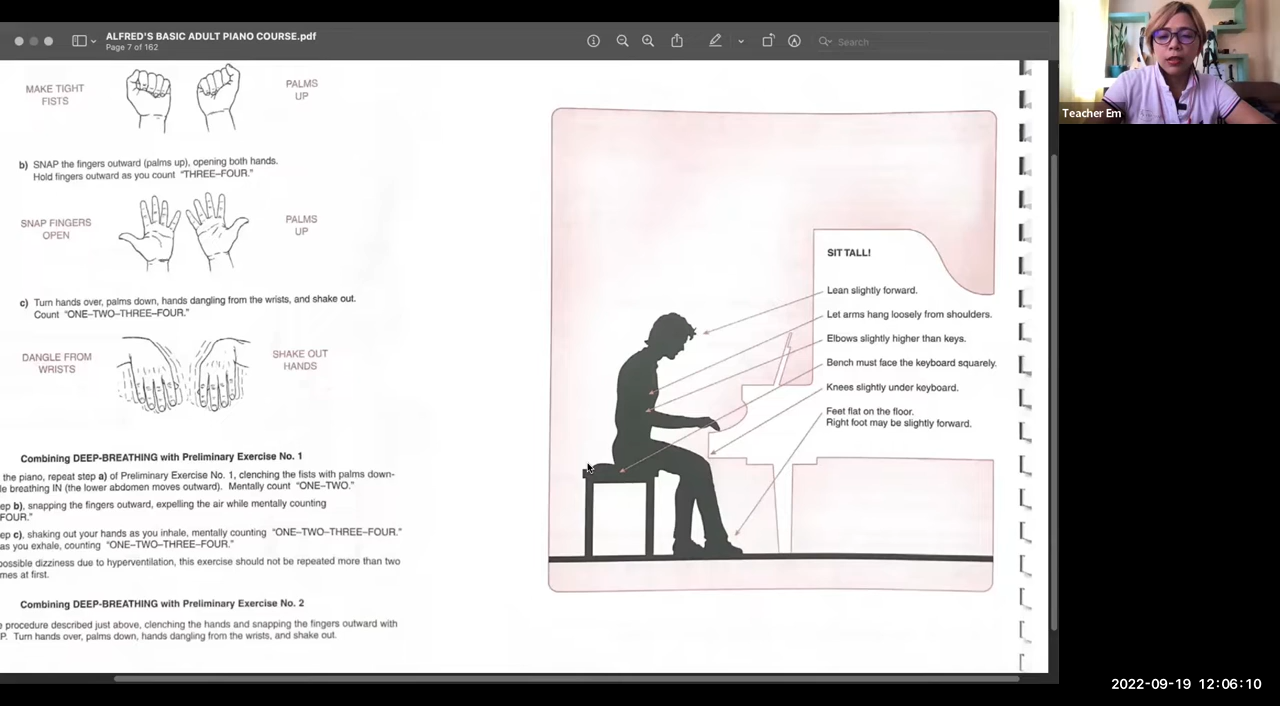 ALFRED'S BASIC ADULT PIANO COURSE.pdf
Page 7 of 162
Search
Teacher Em
MAKE TIGHT
FISTS
PALMS
UP
b) SNAP the fingers outward (palms up), opening both hands.
Hold fingers outward as you count "THREE–FOUR."
SNAP FINGERS
OPEN
PALMS
UP
c) Turn hands over, palms down, hands dangling from the wrists, and shake out.
Count "ONE–TWO–THREE–FOUR."
DANGLE FROM
WRISTS
SHAKE OUT
HANDS
Combining DEEP-BREATHING with Preliminary Exercise No. 1
the piano, repeat step a) of Preliminary Exercise No. 1, clenching the fists with palms down-
le breathing IN (the lower abdomen moves outward). Mentally count "ONE–TWO."
ep b), snapping the fingers outward, expelling the air while mentally counting
FOUR."
ep c), shaking out your hands as you inhale, mentally counting "ONE–TWO–THREE–FOUR."
as you exhale, counting "ONE–TWO–THREE–FOUR."
possible dizziness due to hyperventilation, this exercise should not be repeated more than two
mes at first.
Combining DEEP-BREATHING with Preliminary Exercise No. 2
e procedure described just above, clenching the hands and snapping the fingers outward with
P. Turn hands over, palms down, hands dangling from the wrists, and shake out.
SIT TALL!
Lean slightly forward.
Let arms hang loosely from shoulders.
Elbows slightly higher than keys.
Bench must face the keyboard squarely.
Knees slightly under keyboard.
Feet flat on the floor.
Right foot may be slightly forward.
2022-09-19 12:06:10